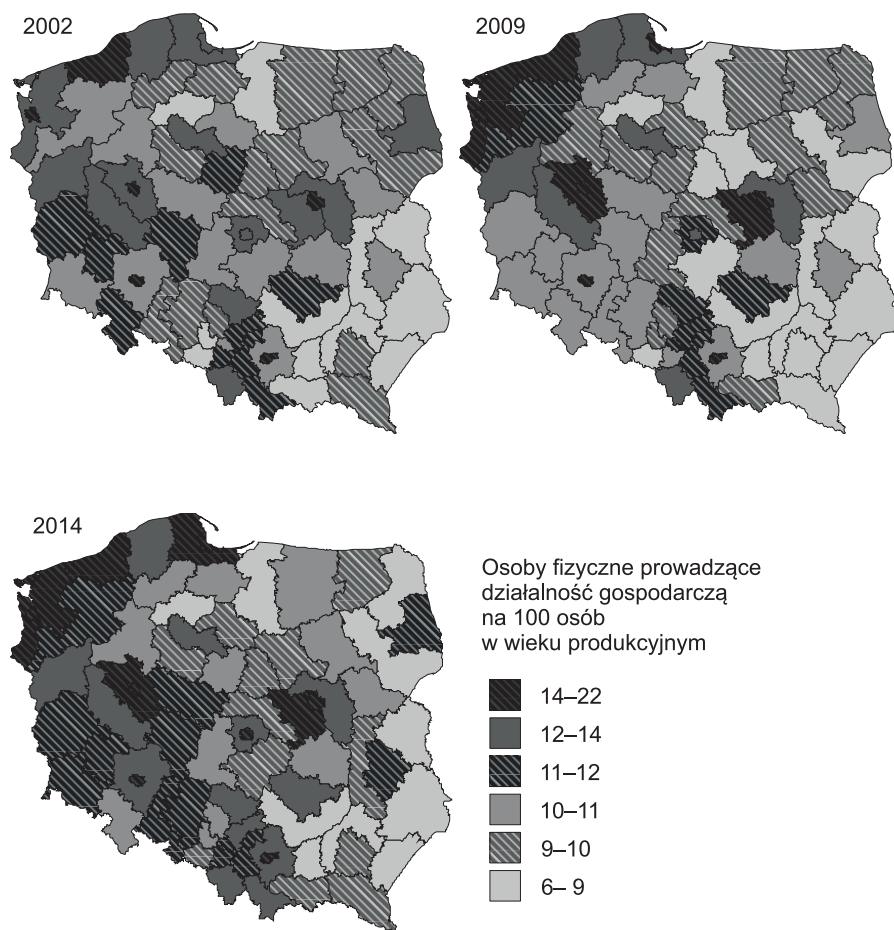 2002
2009
2014
Osoby fizyczne prowadzące
działalność gospodarczą
na 100 osób
w wieku produkcyjnym
14–22
12–14
11–12
10–11
9–10
6– 9